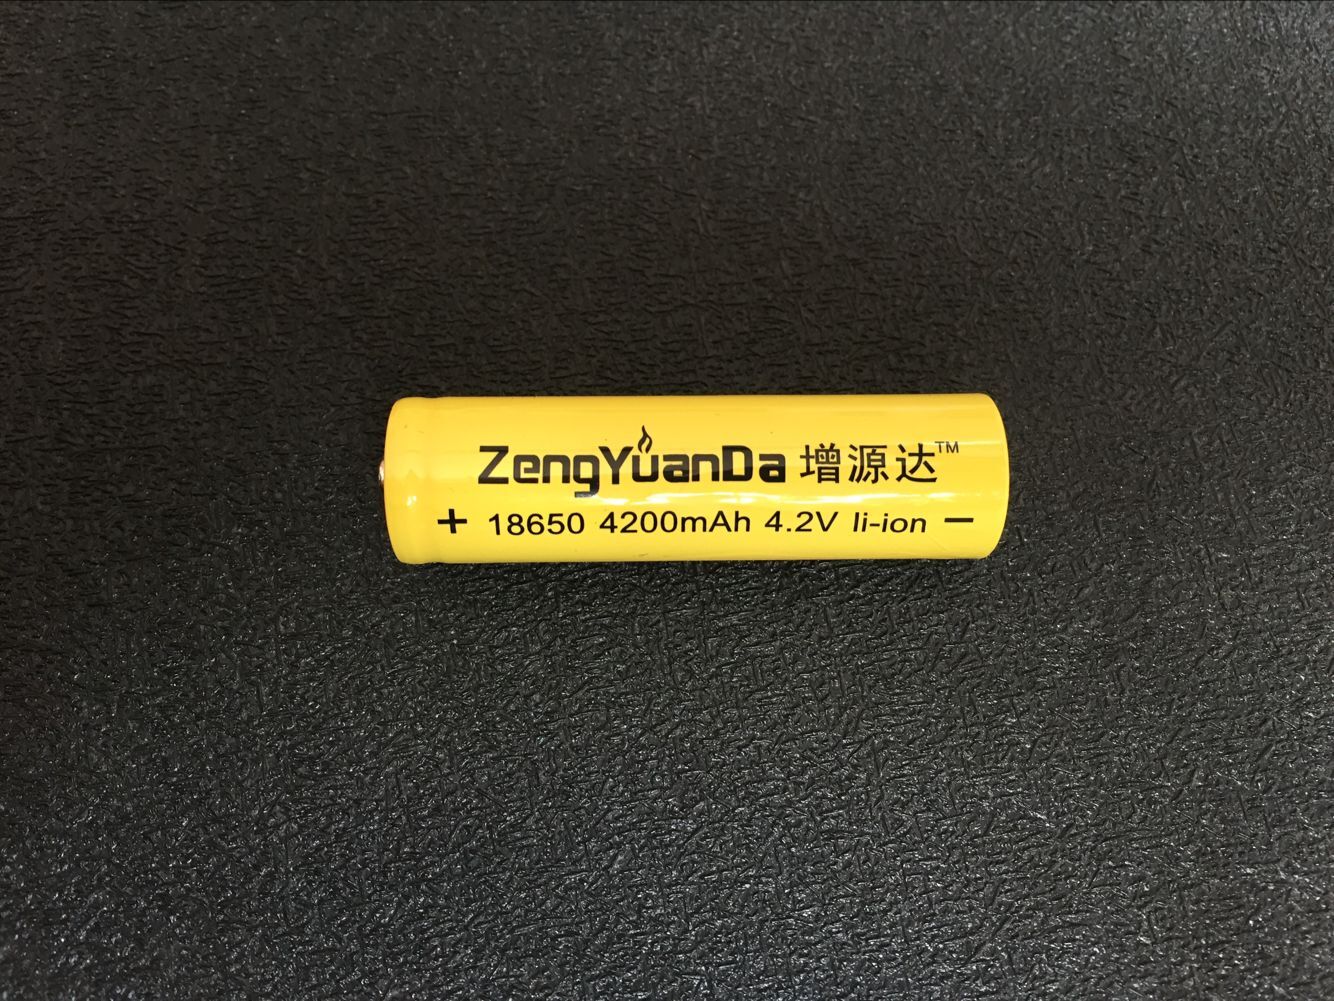 ZengYuanDa 增源达™
+ 18650 4200mAh 4.2V li-ion −